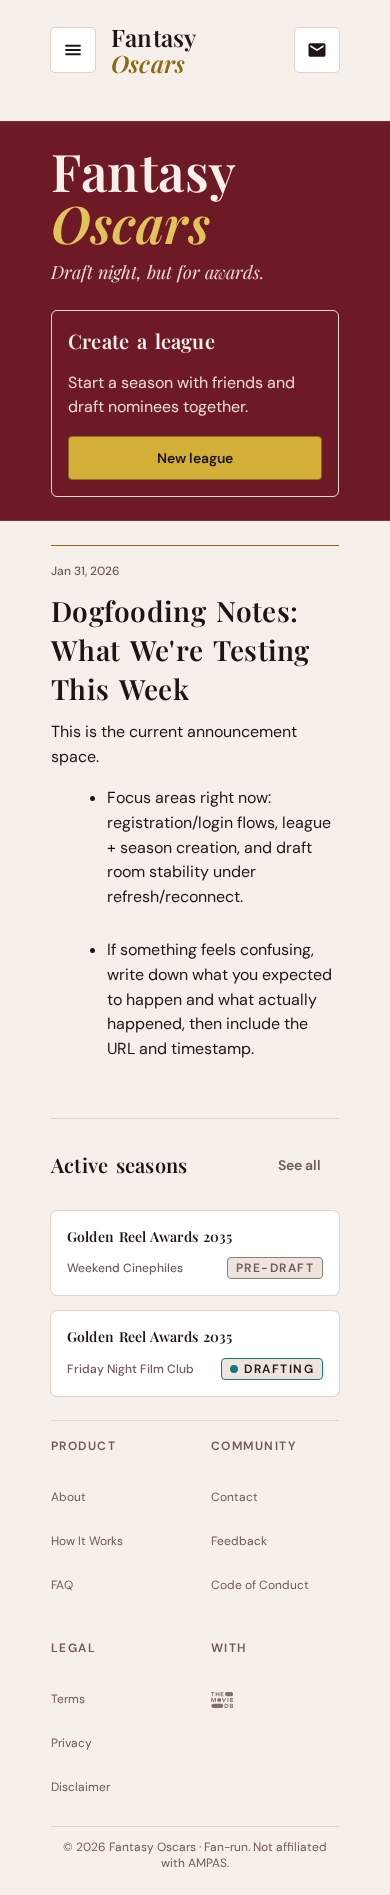 Fantasy
Oscars
Fantasy
Oscars
Draft night, but for awards.
Create a league
Start a season with friends and
draft nominees together.
New league
Jan 31, 2026
Dogfooding Notes:
What We're Testing
This Week
This is the current announcement
space.
• Focus areas right now:
registration/login flows, league
+ season creation, and draft
room stability under
refresh/reconnect.
• If something feels confusing,
write down what you expected
to happen and what actually
happened, then include the
URL and timestamp.
Active seasons
See all
Golden Reel Awards 2035
Weekend Cinephiles
PRE-DRAFT
Golden Reel Awards 2035
Friday Night Film Club
DRAFTING
PRODUCT
About
How It Works
FAQ
COMMUNITY
Contact
Feedback
Code of Conduct
LEGAL
Terms
Privacy
Disclaimer
WITH
THE
MOVIE
DB
© 2026 Fantasy Oscars · Fan-run. Not affiliated
with AMPAS.